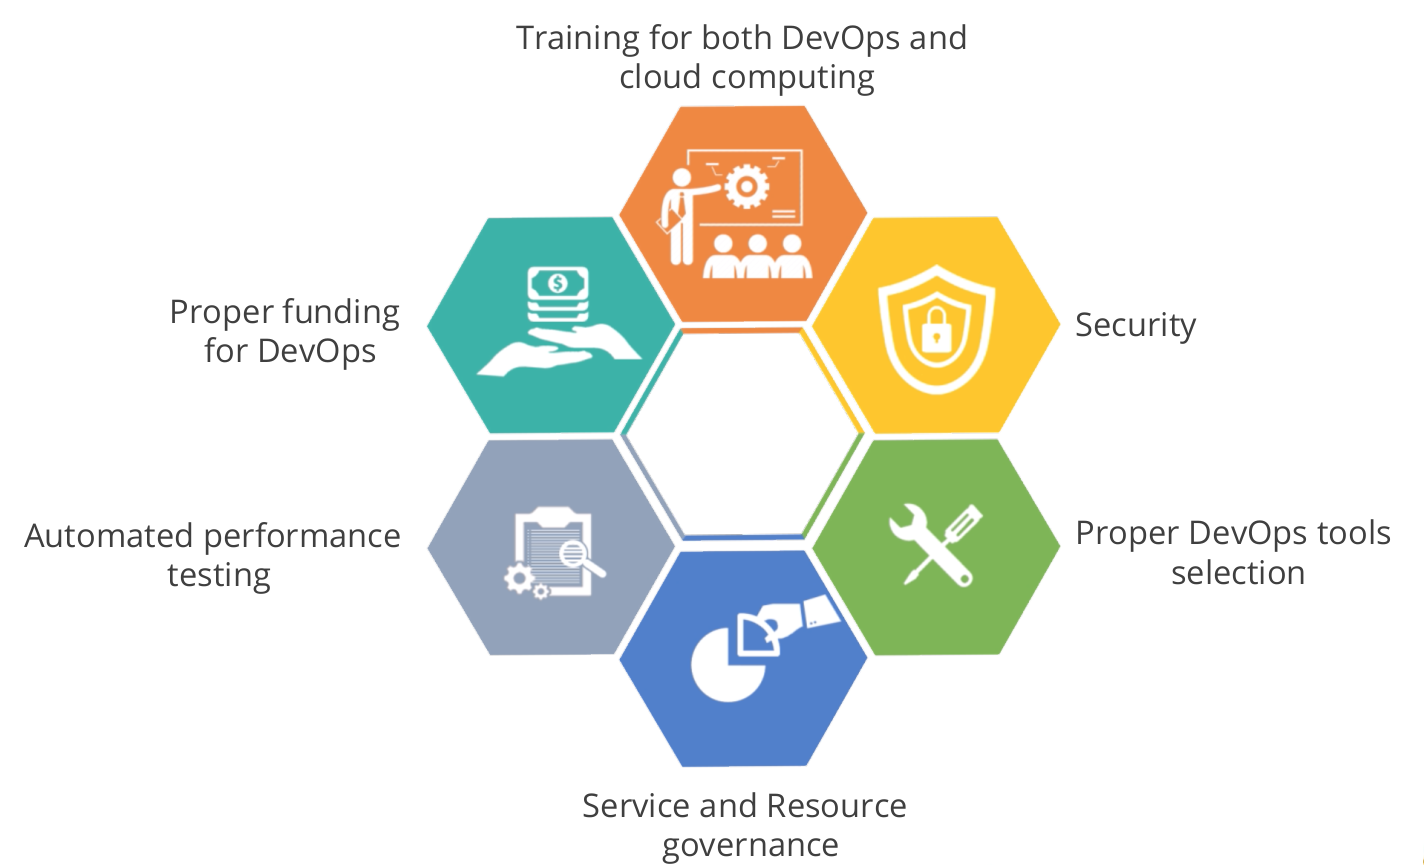 Training for both DevOps and
cloud computing
Proper funding
for DevOps
$
Security
Automated performance
testing
Proper DevOps tools
selection
Service and Resource
governance